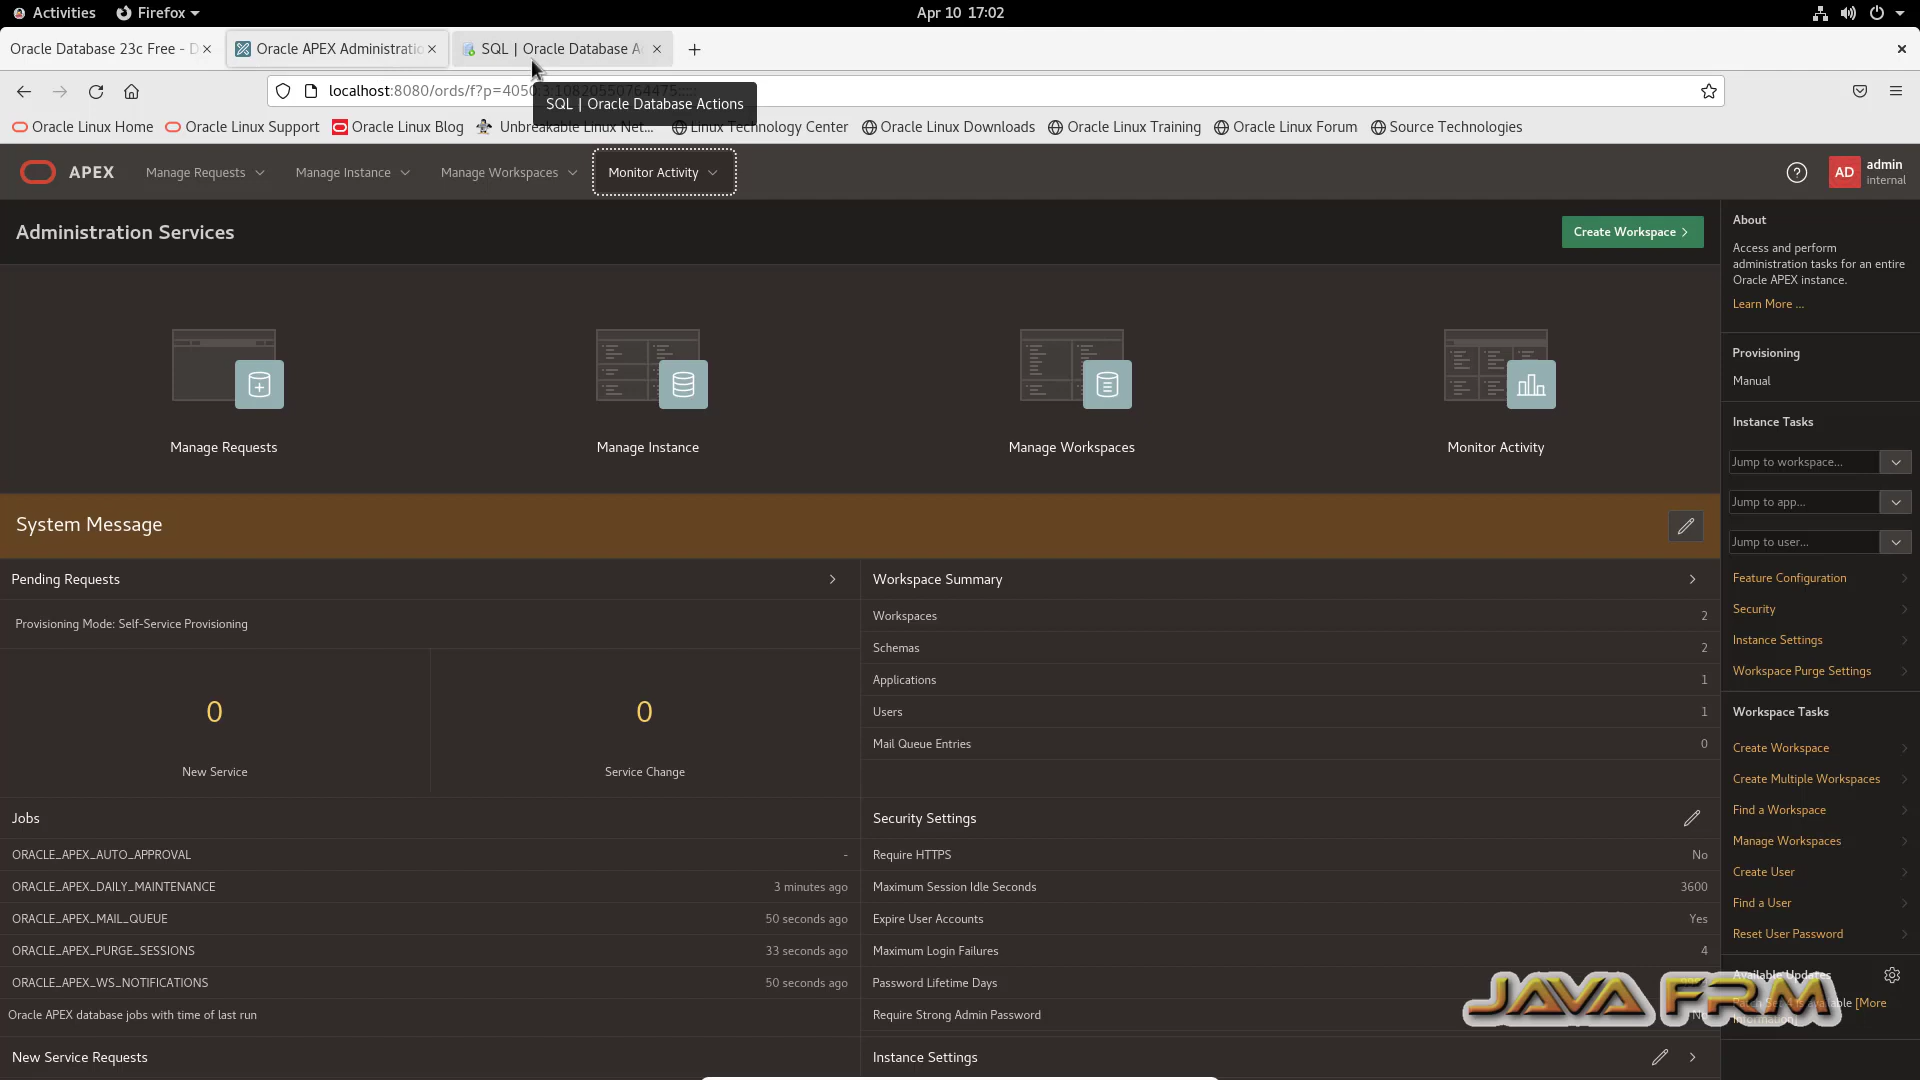 Activities
Firefox
Apr 10 17:02
Oracle Database 23c Free - D
Oracle APEX Administratio
SQL | Oracle Database A
localhost:8080/ords/f?p=4050
SQL | Oracle Database Actions
Oracle Linux Home
Oracle Linux Support
Oracle Linux Blog
Unbreakable Linux Net...
Linux Technology Center
Oracle Linux Downloads
Oracle Linux Training
Oracle Linux Forum
Source Technologies
APEX
Manage Requests
Manage Instance
Manage Workspaces
Monitor Activity
AD
admin
internal
Administration Services
Create Workspace
Manage Requests
Manage Instance
Manage Workspaces
Monitor Activity
System Message
Pending Requests
Provisioning Mode: Self-Service Provisioning
0
New Service
0
Service Change
Workspace Summary
Workspaces 2
Schemas 2
Applications 1
Users 1
Mail Queue Entries 0
Jobs
ORACLE_APEX_AUTO_APPROVAL -
ORACLE_APEX_DAILY_MAINTENANCE 3 minutes ago
ORACLE_APEX_MAIL_QUEUE 50 seconds ago
ORACLE_APEX_PURGE_SESSIONS 33 seconds ago
ORACLE_APEX_WS_NOTIFICATIONS 50 seconds ago
Oracle APEX database jobs with time of last run
Security Settings
Require HTTPS No
Maximum Session Idle Seconds 3600
Expire User Accounts Yes
Maximum Login Failures 4
Password Lifetime Days
Require Strong Admin Password
New Service Requests
Instance Settings
About
Access and perform
administration tasks for an entire
Oracle APEX instance.
Learn More ...
Provisioning
Manual
Instance Tasks
Jump to workspace...
Jump to app...
Jump to user...
Feature Configuration
Security
Instance Settings
Workspace Purge Settings
Workspace Tasks
Create Workspace
Create Multiple Workspaces
Find a Workspace
Manage Workspaces
Create User
Find a User
Reset User Password
Available Updates
[More
Information]
JAVA FRM